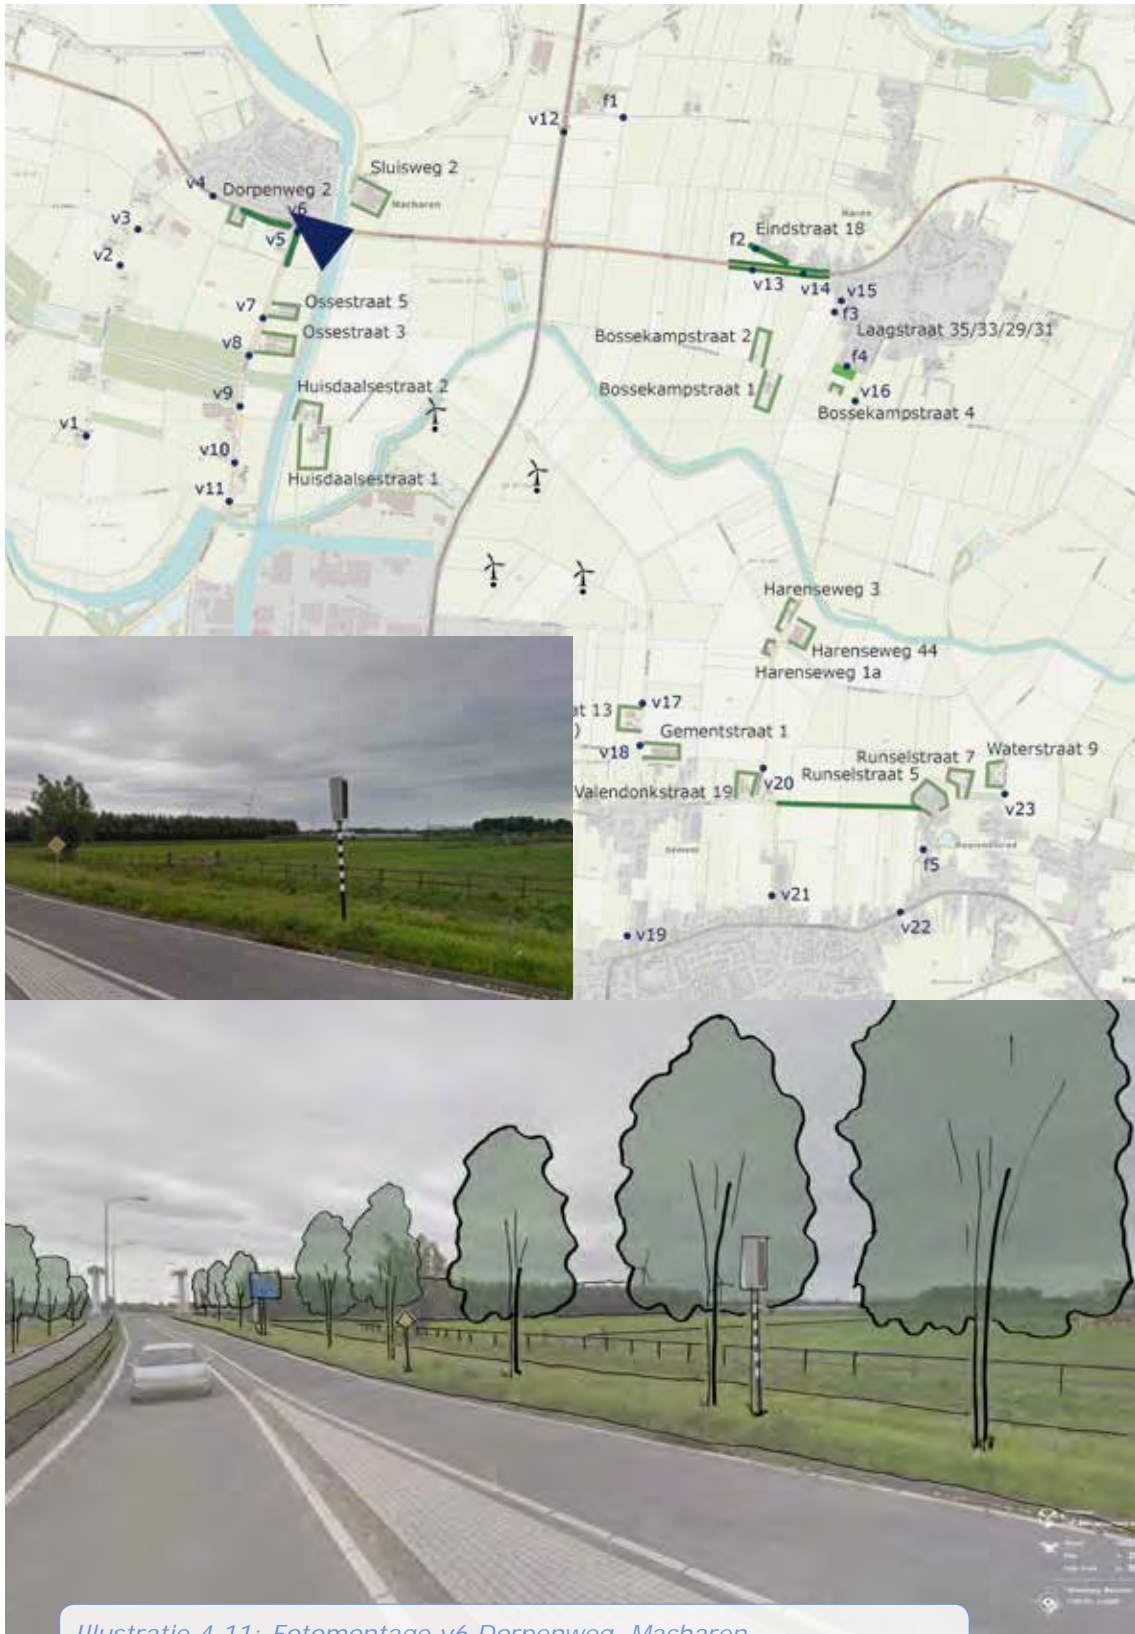 f1
v12
Sluisweg 2
v4
Dorpenweg 2
Macharen
v6
v3
v5
Haren
Eindstraat 18
f2
v2
v13
v14
v15
v7
Ossestraat 5
f3
Ossestraat 3
Laagstraat 35/33/29/31
Bossekampstraat 2
v8
f4
Huisdaalsestraat 2
Bossekampstraat 1
v9
v16
Bossekampstraat 4
v1
v10
Huisdaalsestraat 1
v11
Harenseweg 3
Harenseweg 44
Harenseweg 1a
v17
at 13
)
Gementstraat 1
v18
Waterstraat 9
Runselstraat 7
Runselstraat 5
v20
Valendonkstraat 19
v23
f5
v21
v22
v19
Illustratie 4.11: Fotomontage v6 Dorpenweg, Macharen